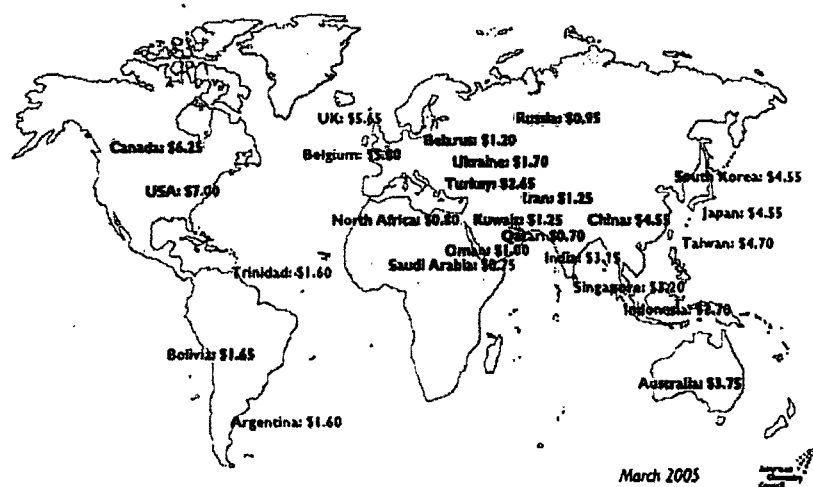 UK: $5.65
Russia: $0.95
Belarus: $1.20
Canada: $6.25
Belgium:
Ukraine: $1.70
South Korea: $4.55
USA: $7.00
Turkey: $2.65
Iran: $1.25
Japan: $4.55
North Africa: $0.80
Kuwait: $1.25
China: $4.55
Qatar: $0.70
Taiwan: $4.70
Oman: $1.00
India: $3.15
Saudi Arabia: $0.75
Trinidad: $1.60
Singapore:
Indonesia:
Bolivia: $1.65
Australia: $3.75
Argentina: $1.60
March 2005